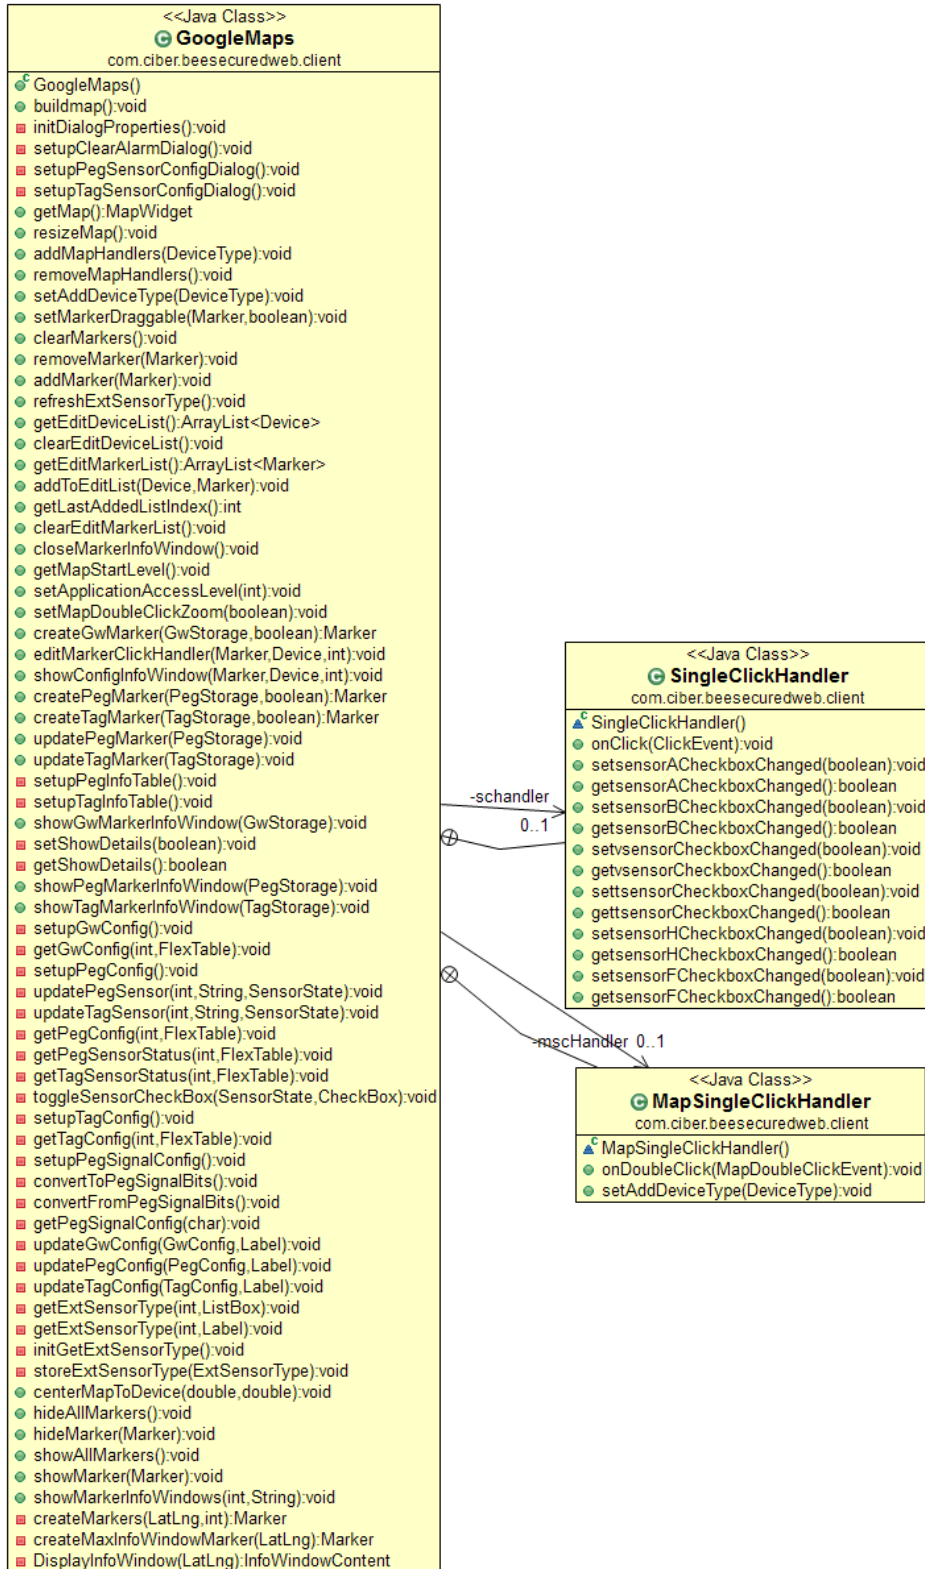 <<Java Class>>
GoogleMaps
com.ciber.beesecuredweb.client
GoogleMaps()
buildmap():void
initDialogProperties():void
setupClearAlarmDialog():void
setupPegSensorConfigDialog():void
setupTagSensorConfigDialog():void
getMap():MapWidget
resizeMap():void
addMapHandlers(DeviceType):void
removeMapHandlers():void
setAddDeviceType(DeviceType):void
setMarkerDraggable(Marker,boolean):void
clearMarkers():void
removeMarker(Marker):void
addMarker(Marker):void
refreshExtSensorType():void
getEditDeviceList():ArrayList<Device>
clearEditDeviceList():void
getEditMarkerList():ArrayList<Marker>
addToEditList(Device,Marker):void
getLastAddedListIndex():int
clearEditMarkerList():void
closeMarkerInfoWindow():void
getMapStartLevel():void
setApplicationAccessLevel(int):void
setMapDoubleClickZoom(boolean):void
createGwMarker(GwStorage,boolean):Marker
editMarkerClickHandler(Marker,Device,int):void
showConfigInfoWindow(Marker,Device,int):void
createPegMarker(PegStorage,boolean):Marker
createTagMarker(TagStorage,boolean):Marker
updatePegMarker(PegStorage):void
updateTagMarker(TagStorage):void
setupPegInfoTable():void
setupTagInfoTable():void
showGwMarkerInfoWindow(GwStorage):void
setShowDetails(boolean):void
getShowDetails():boolean
showPegMarkerInfoWindow(PegStorage):void
showTagMarkerInfoWindow(TagStorage):void
setupGwConfig():void
getGwConfig(int,FlexTable):void
setupPegConfig():void
updatePegSensor(int,String,SensorState):void
updateTagSensor(int,String,SensorState):void
getPegConfig(int,FlexTable):void
getPegSensorStatus(int,FlexTable):void
getTagSensorStatus(int,FlexTable):void
toggleSensorCheckBox(SensorState,CheckBox):void
setupTagConfig():void
getTagConfig(int,FlexTable):void
setupPegSignalConfig():void
convertToPegSignalBits():void
convertFromPegSignalBits():void
getPegSignalConfig(char):void
updateGwConfig(GwConfig,Label):void
updatePegConfig(PegConfig,Label):void
updateTagConfig(TagConfig,Label):void
getExtSensorType(int,ListBox):void
getExtSensorType(int,Label):void
initGetExtSensorType():void
storeExtSensorType(ExtSensorType):void
centerMapToDevice(double,double):void
hideAllMarkers():void
hideMarker(Marker):void
showAllMarkers():void
showMarker(Marker):void
showMarkerInfoWindows(int,String):void
createMarkers(LatLng,int):Marker
createMaxInfoWindowMarker(LatLng):Marker
DisplayInfoWindow(LatLng):InfoWindowContent
-schandler
0..1
<<Java Class>>
SingleClickHandler
com.ciber.beesecuredweb.client
SingleClickHandler()
onClick(ClickEvent):void
setsensorACheckboxChanged(boolean):void
getsensorACheckboxChanged():boolean
setsensorBCheckboxChanged(boolean):void
getsensorBCheckboxChanged():boolean
setvsensorCheckboxChanged(boolean):void
getvsensorCheckboxChanged():boolean
settsensorCheckboxChanged(boolean):void
gettsensorCheckboxChanged():boolean
setsensorHCheckboxChanged(boolean):void
getsensorHCheckboxChanged():boolean
setsensorFCheckboxChanged(boolean):void
getsensorFCheckboxChanged():boolean
-mscHandler 0..1
<<Java Class>>
MapSingleClickHandler
com.ciber.beesecuredweb.client
MapSingleClickHandler()
onDoubleClick(MapDoubleClickEvent):void
setAddDeviceType(DeviceType):void